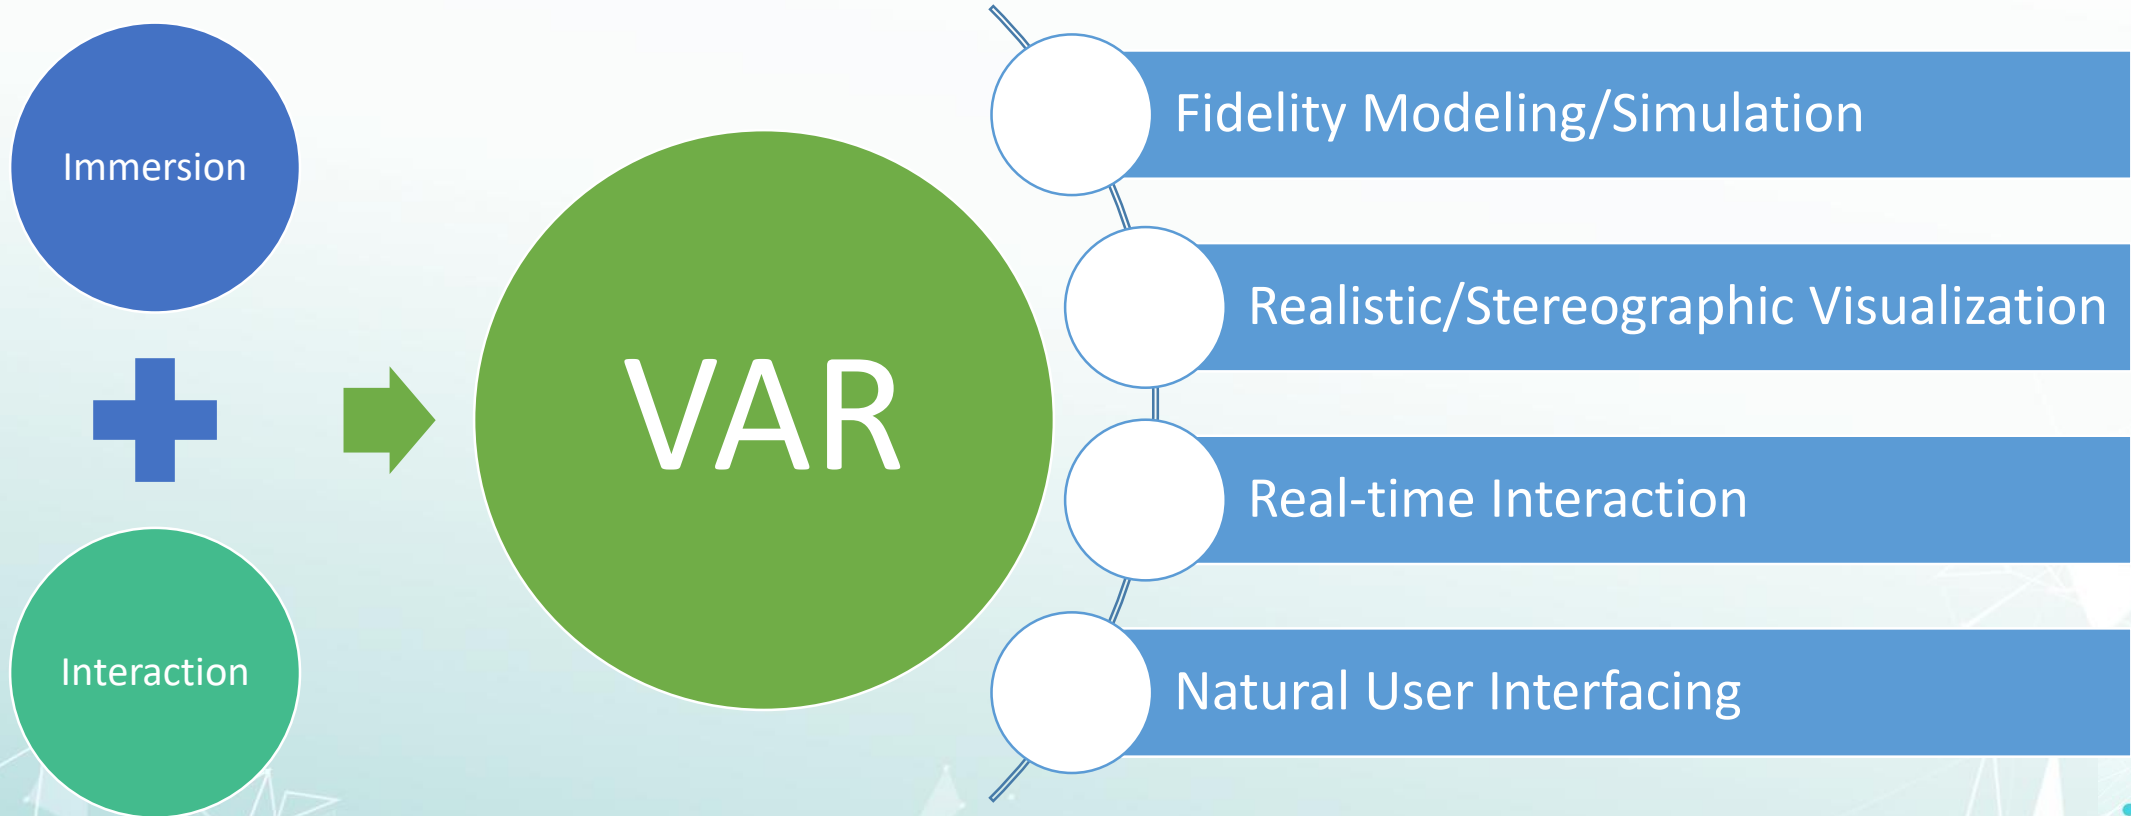 Immersion
Interaction
VAR
Fidelity Modeling/Simulation
Realistic/Stereographic Visualization
Real-time Interaction
Natural User Interfacing